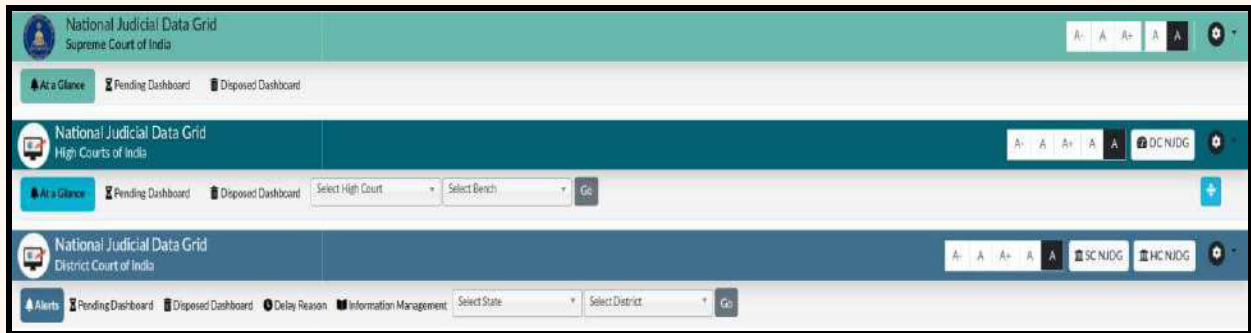 National Judicial Data Grid
Supreme Court of India
A- A A+ A A
At a Glance Pending Dashboard Disposed Dashboard
National Judicial Data Grid
High Courts of India
A- A A+ A A DC NJDG
At a Glance Pending Dashboard Disposed Dashboard Select High Court Select Bench Go
National Judicial Data Grid
District Court of India
A- A A+ A A SC NJDG HC NJDG
Alerts Pending Dashboard Disposed Dashboard Delay Reason Information Management Select State Select District Go